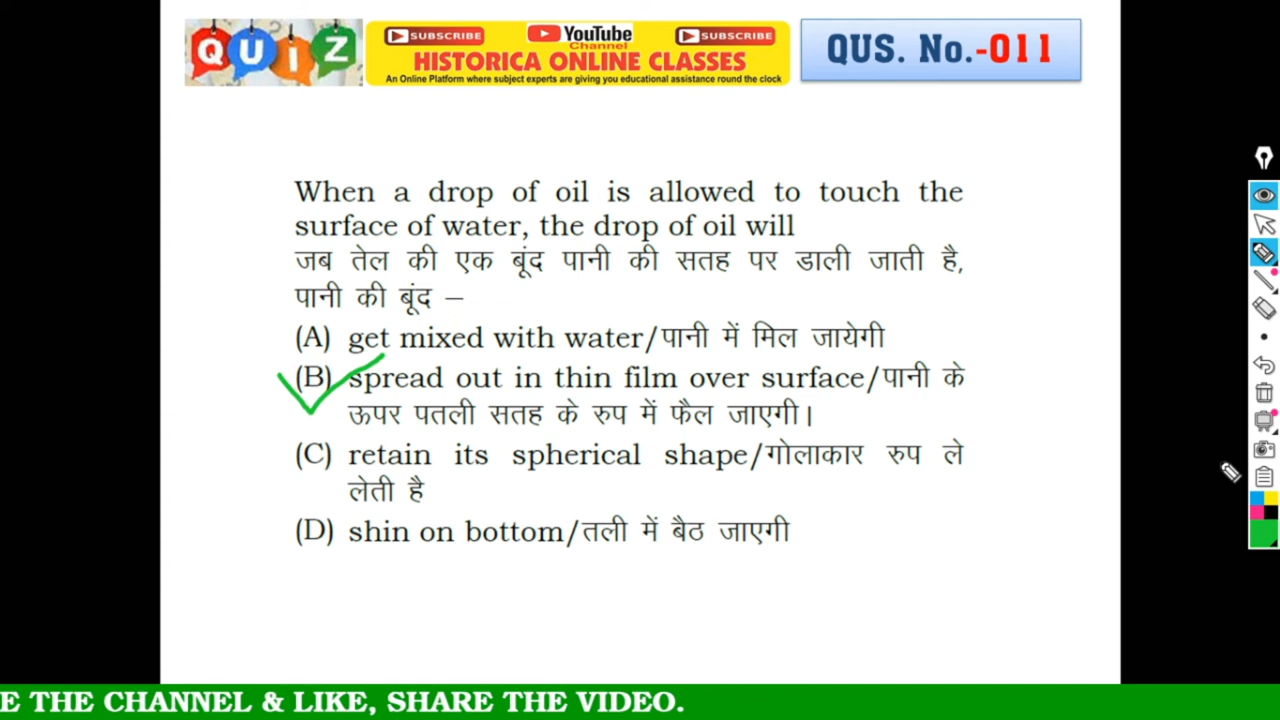 QUIZ
SUBSCRIBE
YouTube
Channel
SUBSCRIBE
HISTORICA ONLINE CLASSES
An Online Platform where subject experts are giving you educational assistance round the clock
QUS. No.-011
When a drop of oil is allowed to touch the
surface of water, the drop of oil will
जब तेल की एक बूंद पानी की सतह पर डाली जाती है,
पानी की बूंद –
(A) get mixed with water/पानी में मिल जायेगी
(B) spread out in thin film over surface/पानी के
ऊपर पतली सतह के रुप में फैल जाएगी।
(C) retain its spherical shape/गोलाकार रुप ले
लेती है
(D) shin on bottom/तली में बैठ जाएगी
E THE CHANNEL & LIKE, SHARE THE VIDEO.